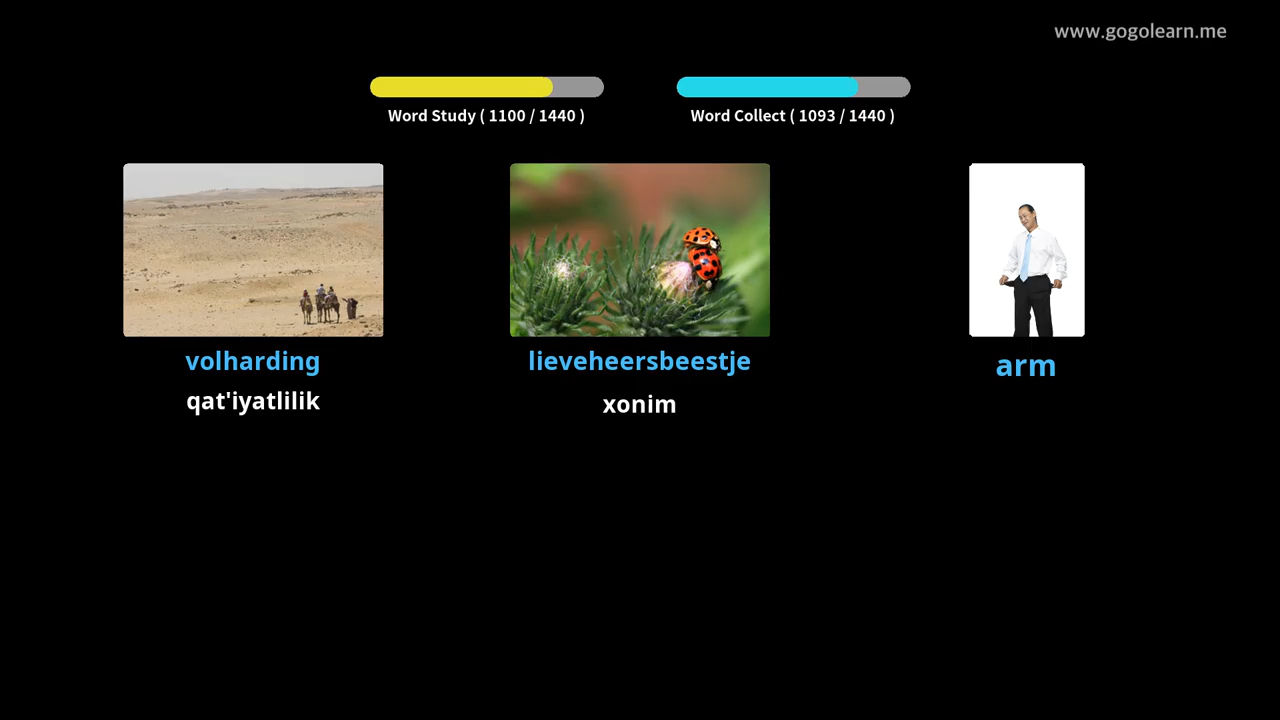 www.gogolearn.me
Word Study ( 1100 / 1440 )
Word Collect ( 1093 / 1440 )
volharding
qat'iyatlilik
lieveheersbeestje
xonim
arm